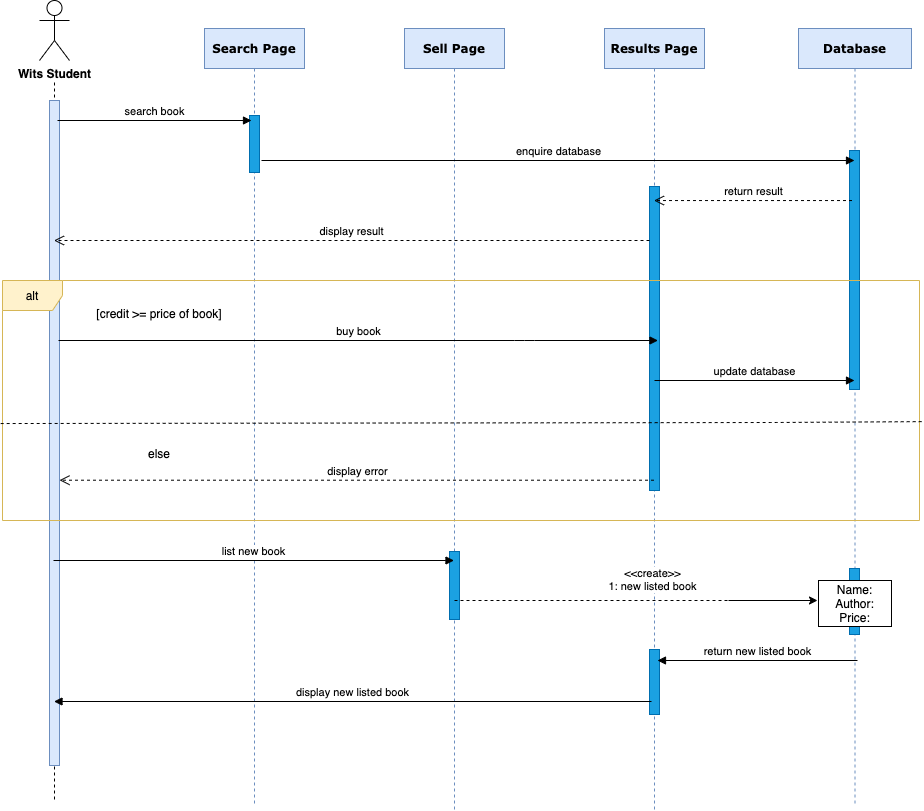 Wits Student
Search Page
Sell Page
Results Page
Database
search book
enquire database
return result
display result
alt
[credit >= price of book]
buy book
update database
else
display error
list new book
<<create>>
1: new listed book
Name:
Author:
Price:
return new listed book
display new listed book